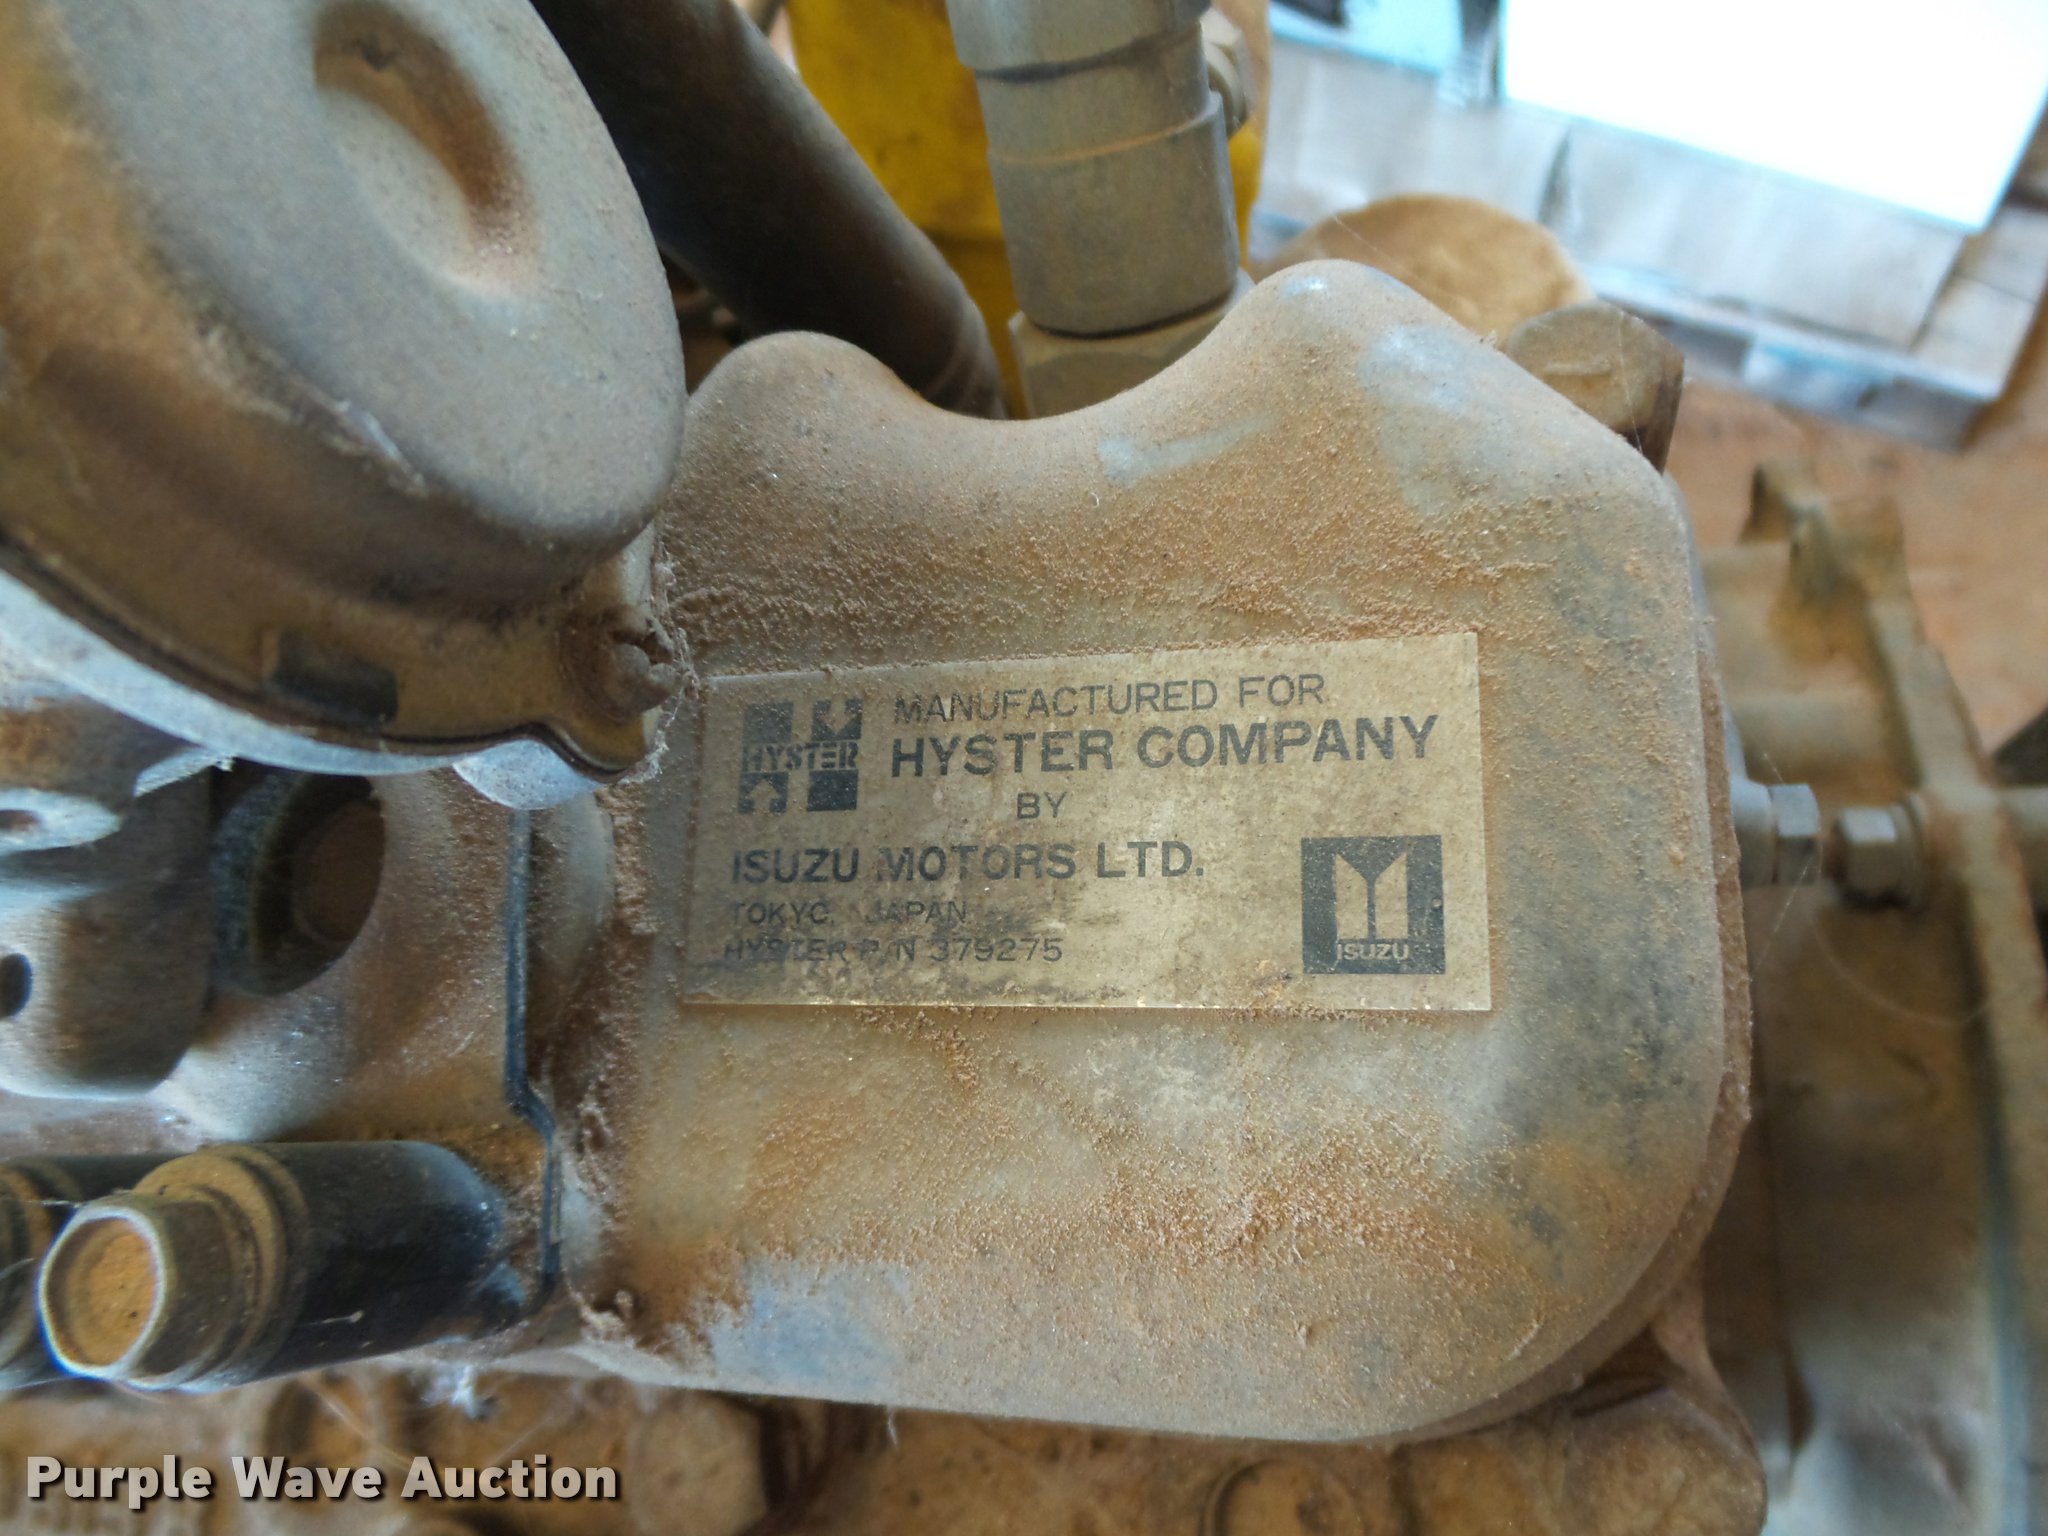 HYSTER
MANUFACTURED FOR
HYSTER COMPANY
BY
ISUZU MOTORS LTD.
TOKYO, JAPAN
HYSTER P/N 379275
ISUZU
Purple Wave Auction